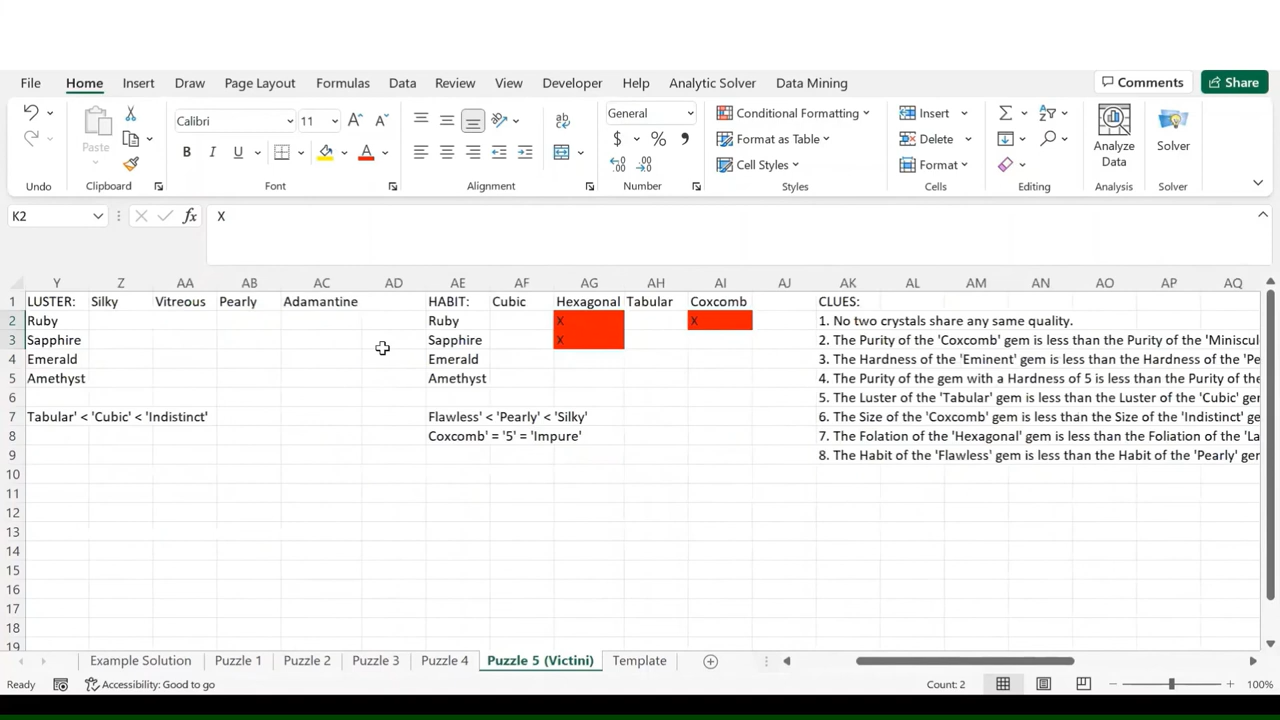 File Home Insert Draw Page Layout Formulas Data Review View Developer Help Analytic Solver Data Mining Comments Share
Calibri 11 General Conditional Formatting Insert
Paste Format as Table Delete Analyze Data Solver
B I U $ % Cell Styles Format
Undo Clipboard Font Alignment Number Styles Cells Editing Analysis Solver
K2 fx X
Y Z AA AB AC AD AE AF AG AH AI AJ AK AL AM AN AO AP AQ
1 LUSTER: Silky Vitreous Pearly Adamantine HABIT: Cubic Hexagonal Tabular Coxcomb CLUES:
2 Ruby Ruby X X 1. No two crystals share any same quality.
3 Sapphire Sapphire X 2. The Purity of the 'Coxcomb' gem is less than the Purity of the 'Miniscul
4 Emerald Emerald 3. The Hardness of the 'Eminent' gem is less than the Hardness of the 'Pe
5 Amethyst Amethyst 4. The Purity of the gem with a Hardness of 5 is less than the Purity of the
6 5. The Luster of the 'Tabular' gem is less than the Luster of the 'Cubic' ger
7 Tabular' < 'Cubic' < 'Indistinct' Flawless' < 'Pearly' < 'Silky' 6. The Size of the 'Coxcomb' gem is less than the Size of the 'Indistinct' ge
8 Coxcomb' = '5' = 'Impure' 7. The Folation of the 'Hexagonal' gem is less than the Foliation of the 'La
9 8. The Habit of the 'Flawless' gem is less than the Habit of the 'Pearly' ger
10
11
12
13
14
15
16
17
18
19
Example Solution Puzzle 1 Puzzle 2 Puzzle 3 Puzzle 4 Puzzle 5 (Victini) Template
Ready Accessibility: Good to go Count: 2 100%